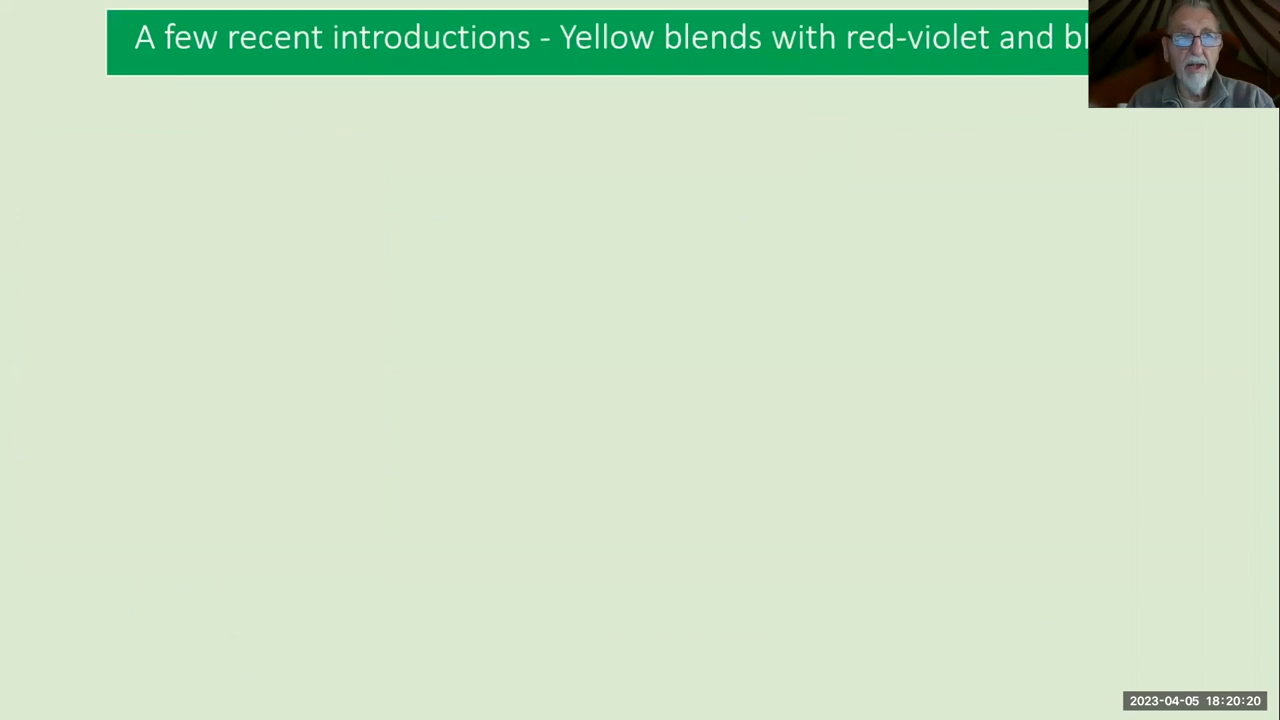 A few recent introductions - Yellow blends with red-violet and
2023-04-05 18:20:20